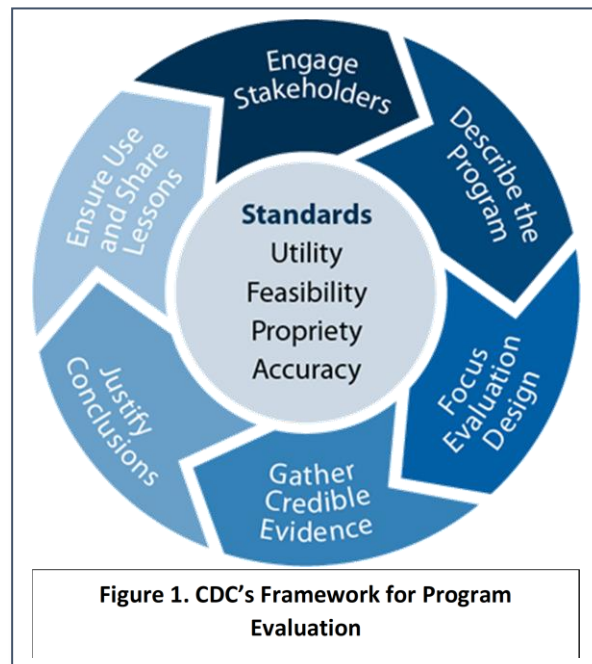 Engage
Stakeholders
Describe the
Program
Focus
Evaluation
Design
Gather
Credible
Evidence
Justify
Conclusions
Ensure Use
and Share
Lessons
Standards
Utility
Feasibility
Propriety
Accuracy
Figure 1. CDC's Framework for Program
Evaluation